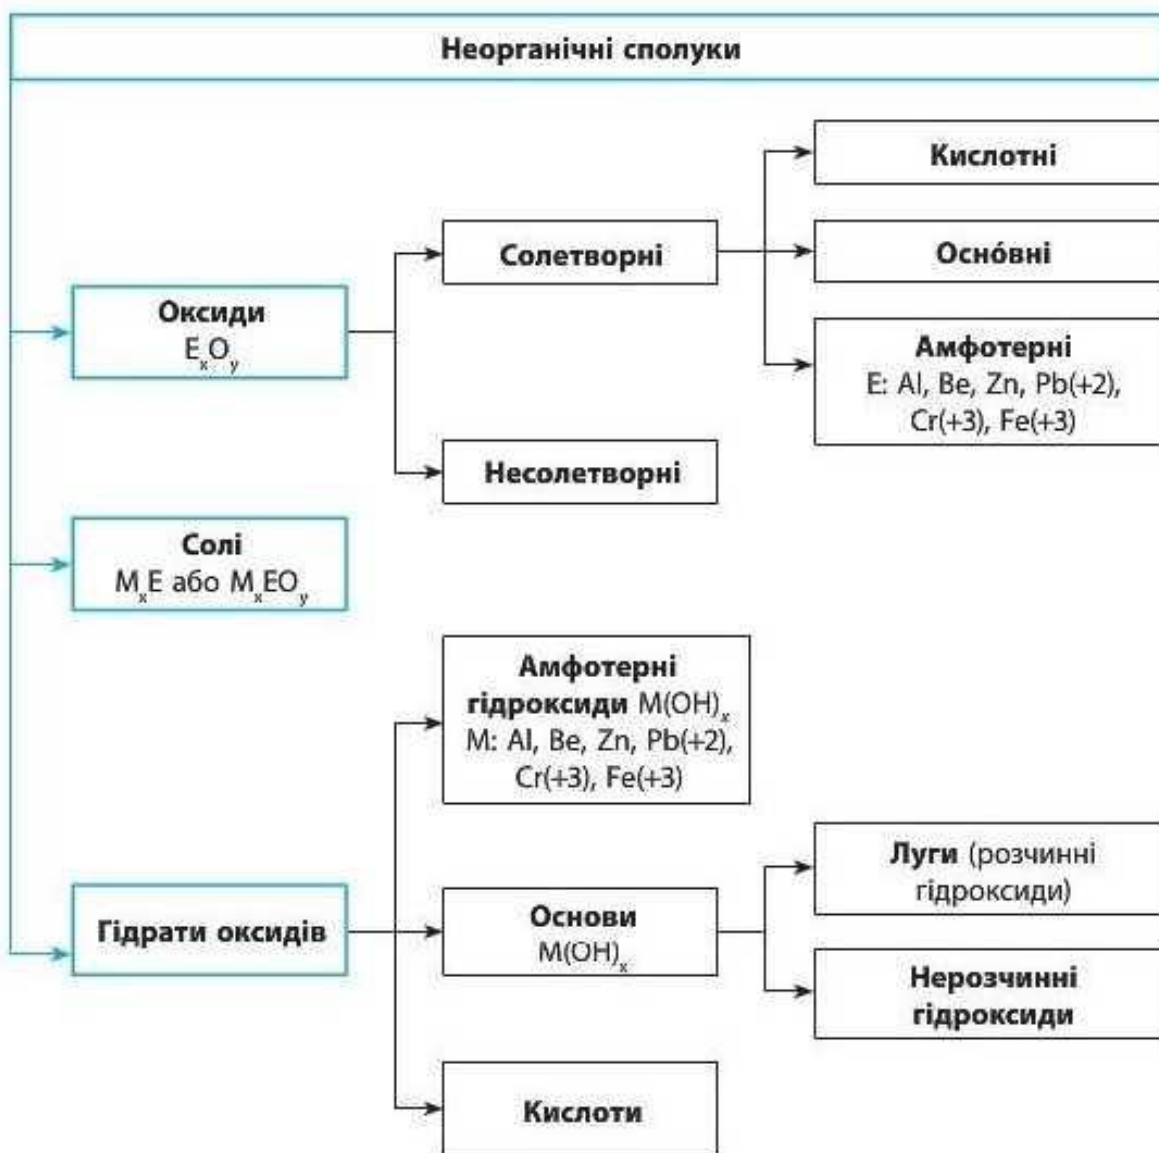 Неорганічні сполуки
Кислотні
Солетворні
Оснóвні
Оксиди
EₓOᵧ
Амфотерні
E: Al, Be, Zn, Pb(+2),
Cr(+3), Fe(+3)
Несолетворні
Солі
MₓE або MₓEOᵧ
Амфотерні
гідроксиди M(OH)ₓ
M: Al, Be, Zn, Pb(+2),
Cr(+3), Fe(+3)
Гідрати оксидів
Основи
M(OH)ₓ
Луги (розчинні
гідроксиди)
Нерозчинні
гідроксиди
Кислоти